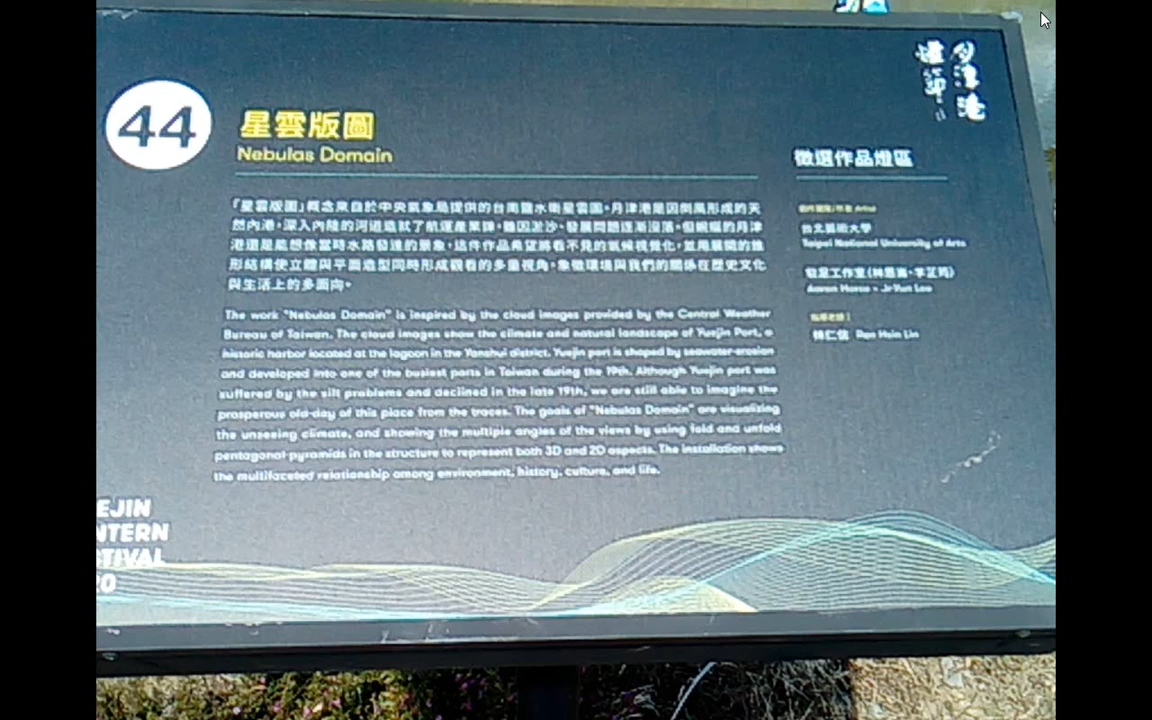 44
星雲版圖
Nebulas Domain
月津港
燈節
「星雲版圖」概念來自於中央氣象局提供的台南鹽水衛星雲圖。月津港是因倒風形成的天
然內港。深入內陸的河道造就了航運產業鏈。雖因淤沙、發展問題逐漸沒落。但蜿蜒的月津
港還是能想像當時水路發達的景象。這件作品希望將看不見的氣候視覺化。並用展開的錐
形結構使立體與平面造型同時形成觀看的多重視角。象徵環境與我們的關係在歷史文化
與生活上的多面向。
The work "Nebulas Domain" is inspired by the cloud images provided by the Central Weather
Bureau of Taiwan. The cloud images show the climate and natural landscape of Yuejin Port, a
historic harbor located at the lagoon in the Yanshui district. Yuejin port is shaped by seawater-erosion
and developed into one of the busiest ports in Taiwan during the 19th. Although Yuejin port was
suffered by the silt problems and declined in the late 19th, we are still able to imagine the
prosperous old-day of this place from the traces. The goals of "Nebulas Domain" are visualizing
the unseeing climate, and showing the multiple angles of the views by using fold and unfold
pentagonal-pyramids in the structure to represent both 3D and 2D aspects. The installation shows
the multifaceted relationship among environment, history, culture, and life.
徵選作品燈區
Artist
台北藝術大學
Taipei National University of Arts
指導老師
林仁信
EJIN
NTERN
STIVAL
20